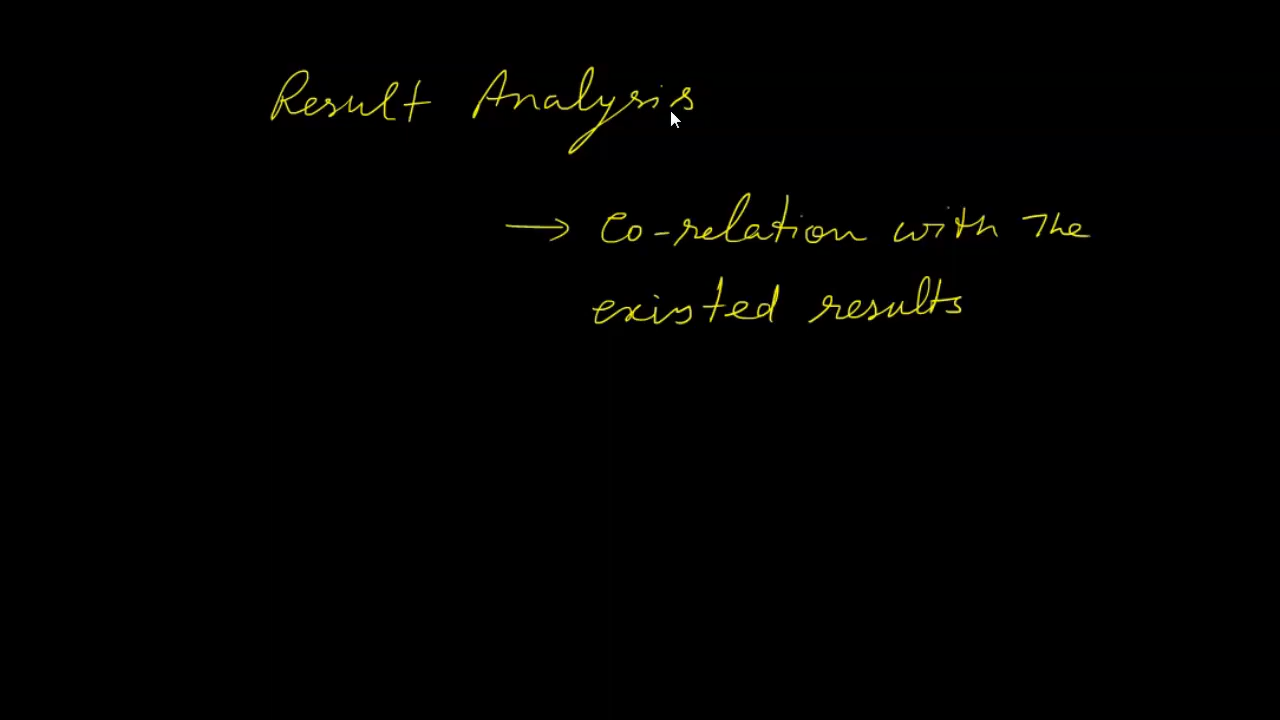 Result Analysis
→ Co-relation with the
existed results